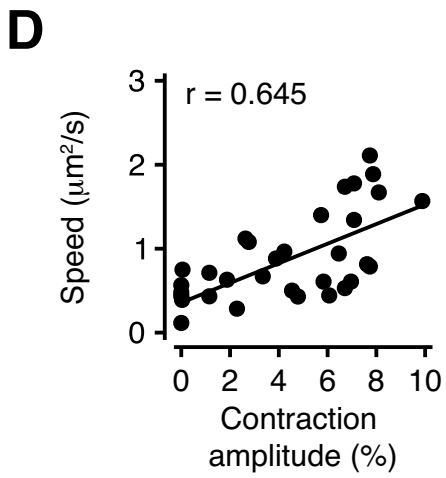 D
r = 0.645
Speed (μm²/s)
3
2
1
0
0 2 4 6 8 10
Contraction
amplitude (%)